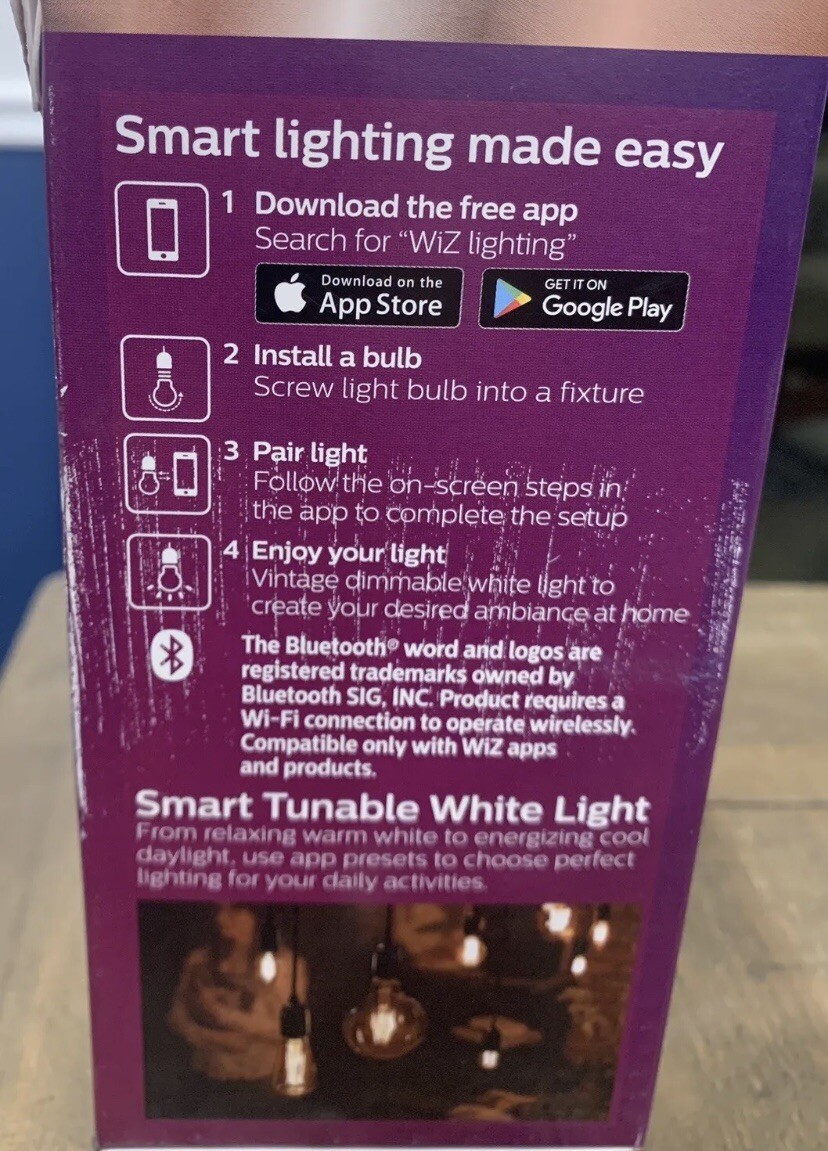 Smart lighting made easy
1 Download the free app
Search for “WiZ lighting”
Download on the
App Store
GET IT ON
Google Play
2 Install a bulb
Screw light bulb into a fixture
3 Pair light
Follow the on-screen steps in
the app to complete the setup
4 Enjoy your light
Vintage dimmable white light to
create your desired ambiance at home
The Bluetooth® word and logos are
registered trademarks owned by
Bluetooth SIG, INC. Product requires a
Wi-Fi connection to operate wirelessly.
Compatible only with WiZ apps
and products.
Smart Tunable White Light
From relaxing warm white to energizing cool
daylight, use app presets to choose perfect
lighting for your daily activities.